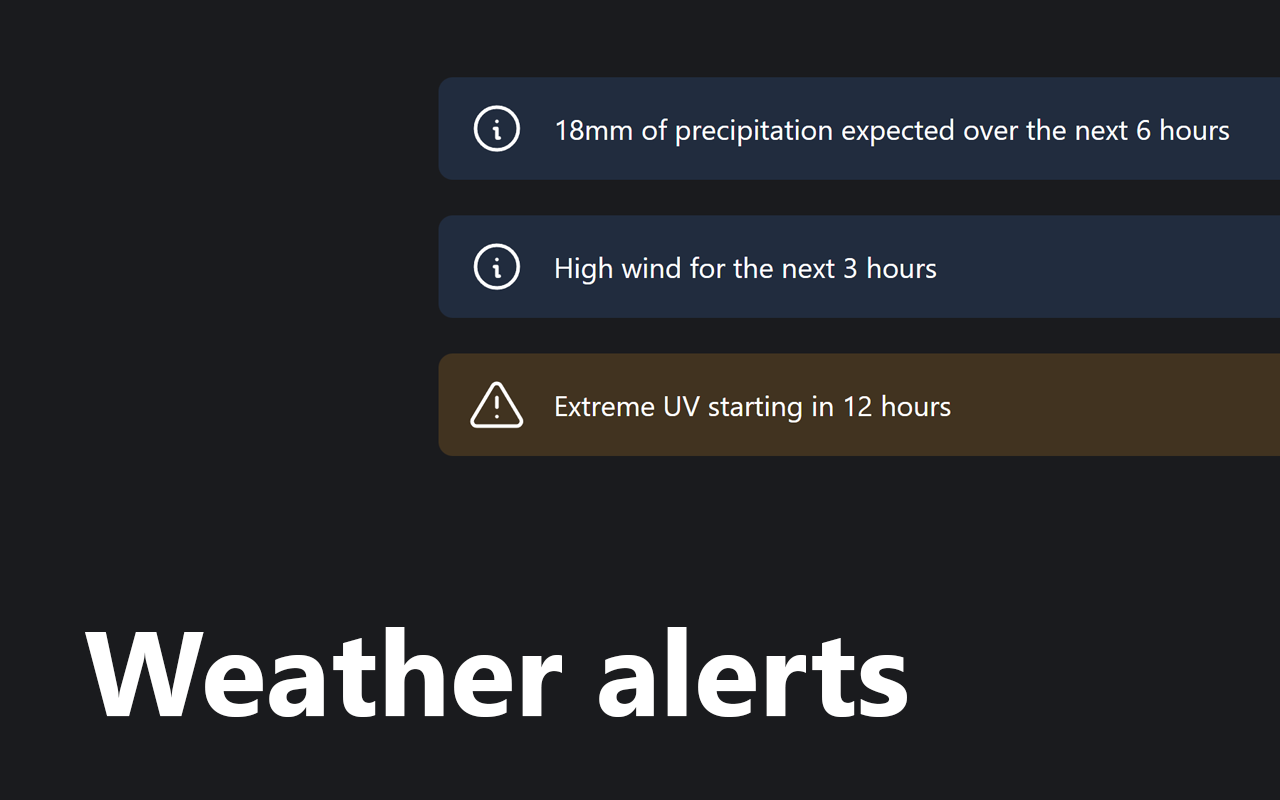 18mm of precipitation expected over the next 6 hours
High wind for the next 3 hours
Extreme UV starting in 12 hours
Weather alerts